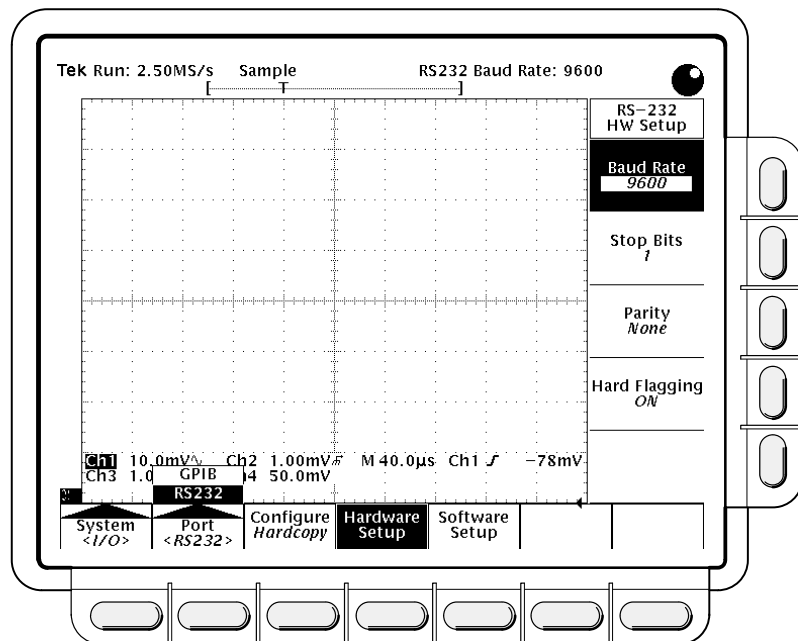 Tek Run: 2.50MS/s Sample RS232 Baud Rate: 9600
[ T ]
RS-232
HW Setup
Baud Rate
9600
Stop Bits
1
Parity
None
Hard Flagging
ON
Ch1 10.0mV Ch2 1.00mV M 40.0µs Ch1 -78mV
Ch3 1.0 50.0mV
GPIB
RS232
System
<I/O>
Port
<RS232>
Configure
Hardcopy
Hardware
Setup
Software
Setup